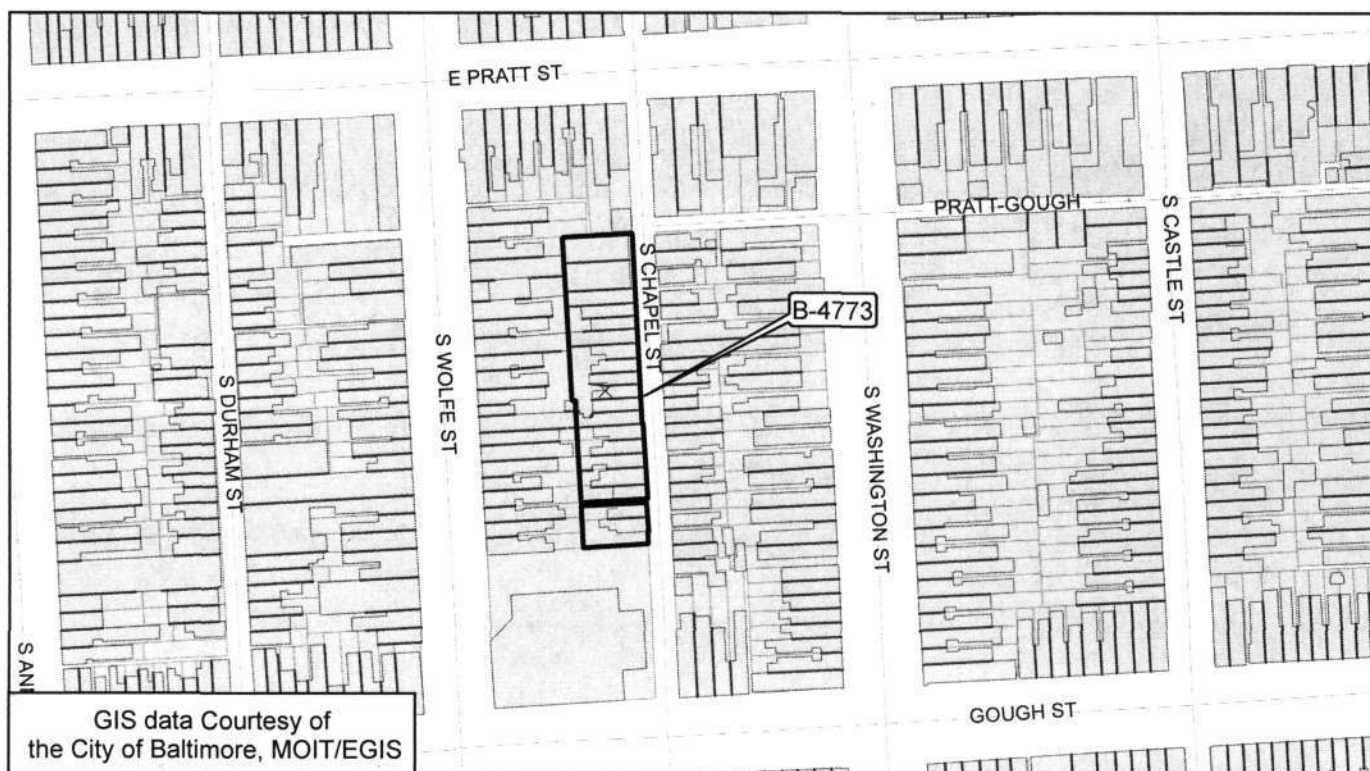 E PRATT ST
PRATT-GOUGH
S CASTLE ST
S CHAPEL ST
B-4773
S WOLFE ST
S DURHAM ST
S WASHINGTON ST
S AN
GOUGH ST
GIS data Courtesy of
the City of Baltimore, MOIT/EGIS